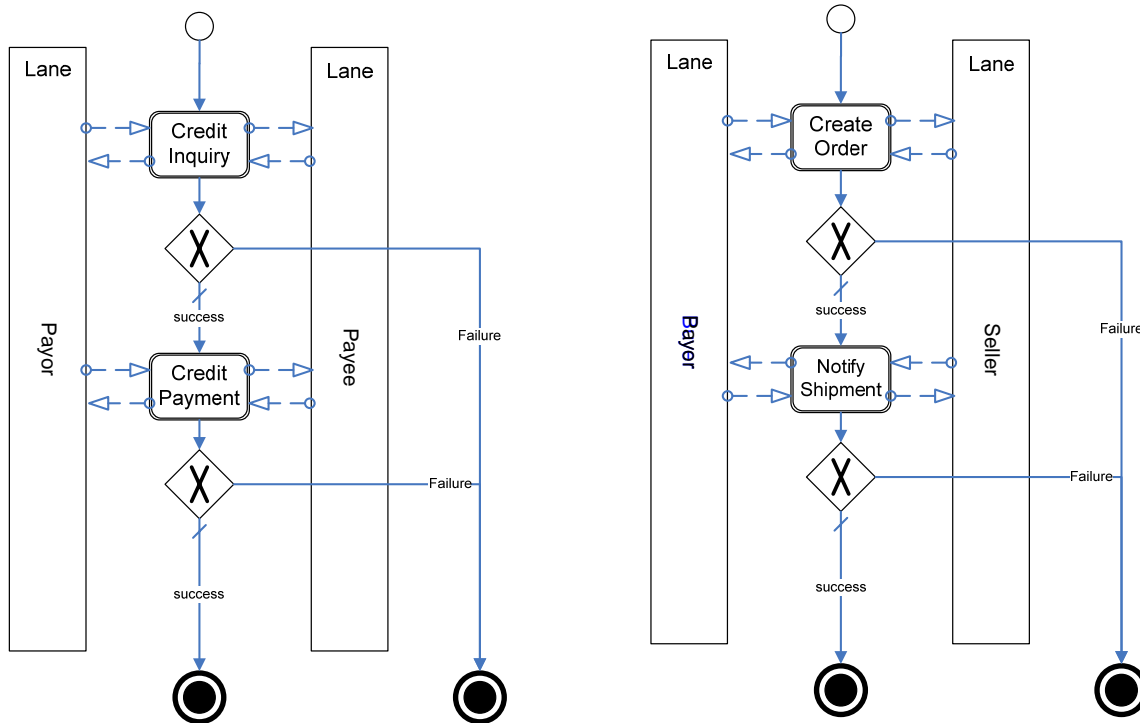 Lane
Lane
Credit
Inquiry
success
Failure
Payor
Payee
Credit
Payment
Failure
success
Lane
Lane
Create
Order
success
Failure
Bayer
Seller
Notify
Shipment
Failure
success